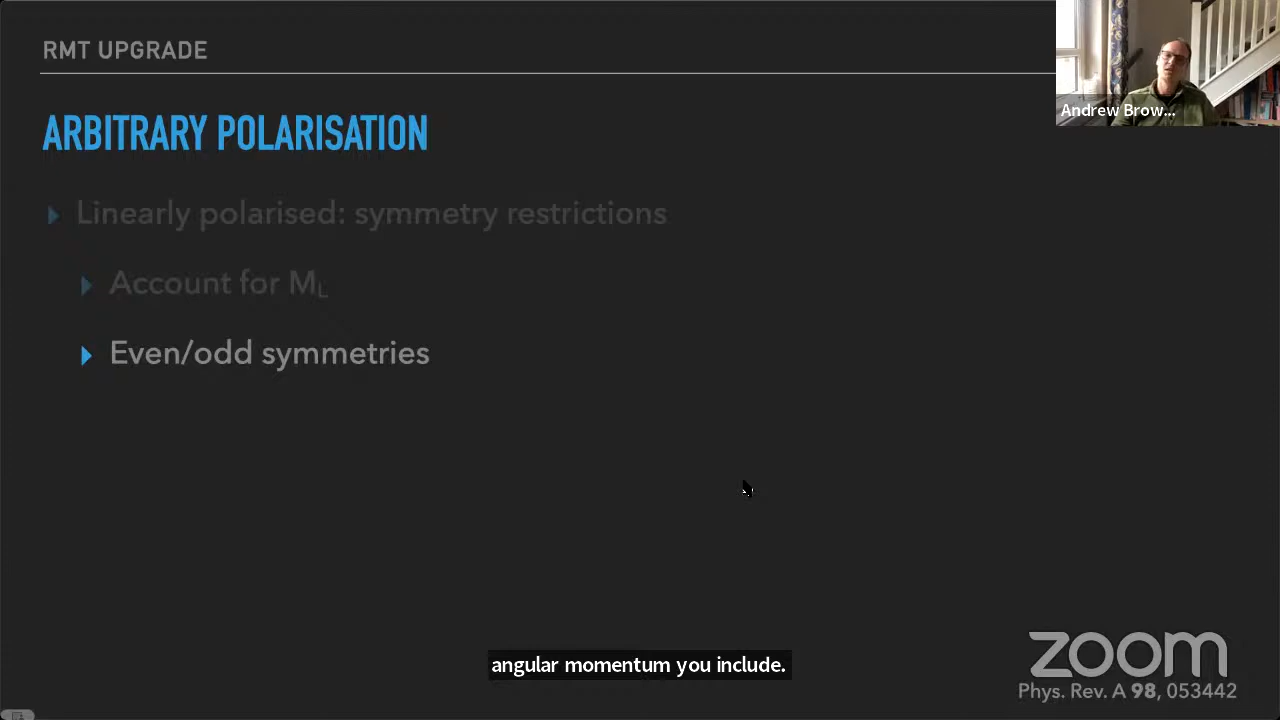 RMT UPGRADE
ARBITRARY POLARISATION
Linearly polarised: symmetry restrictions
Account for ML
Even/odd symmetries
Andrew Brow...
angular momentum you include.
zoom
Phys. Rev. A 98, 053442